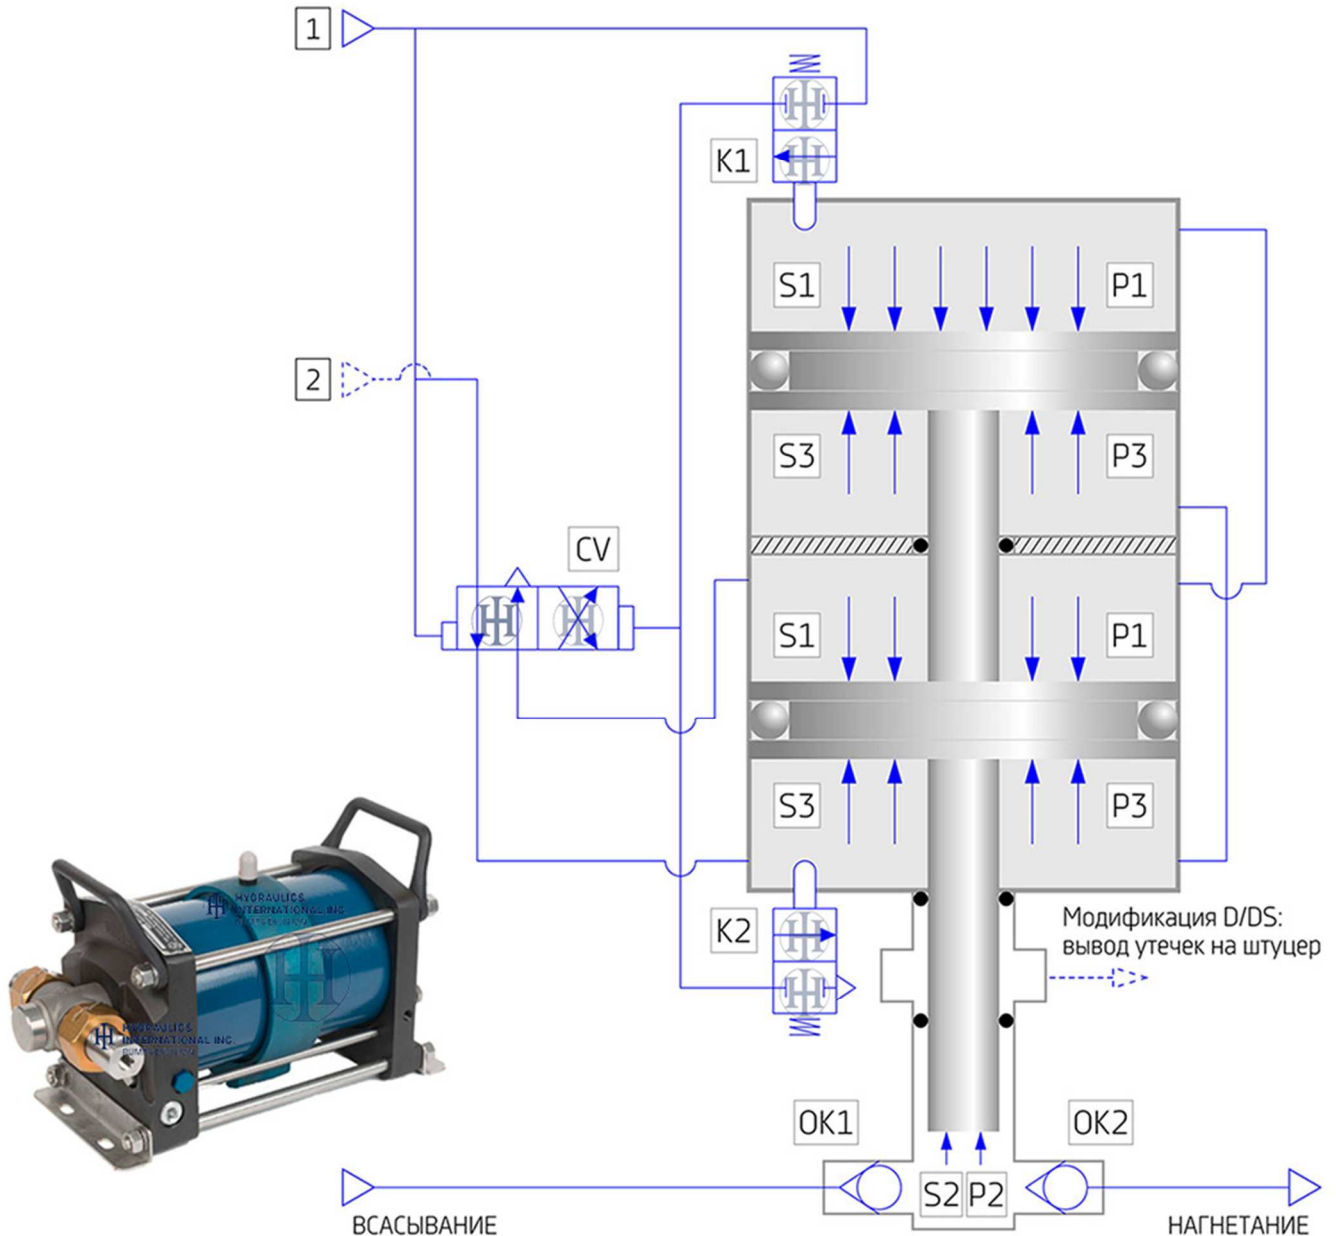 1
K1
S1
P1
2
S3
P3
CV
S1
P1
S3
P3
HYDRAULICS
INTERNATIONAL INC.
K2
Модификация D/DS:
вывод утечек на штуцер
HYDRAULICS
INTERNATIONAL INC.
OK1
OK2
S2
P2
ВСАСЫВАНИЕ
НАГНЕТАНИЕ